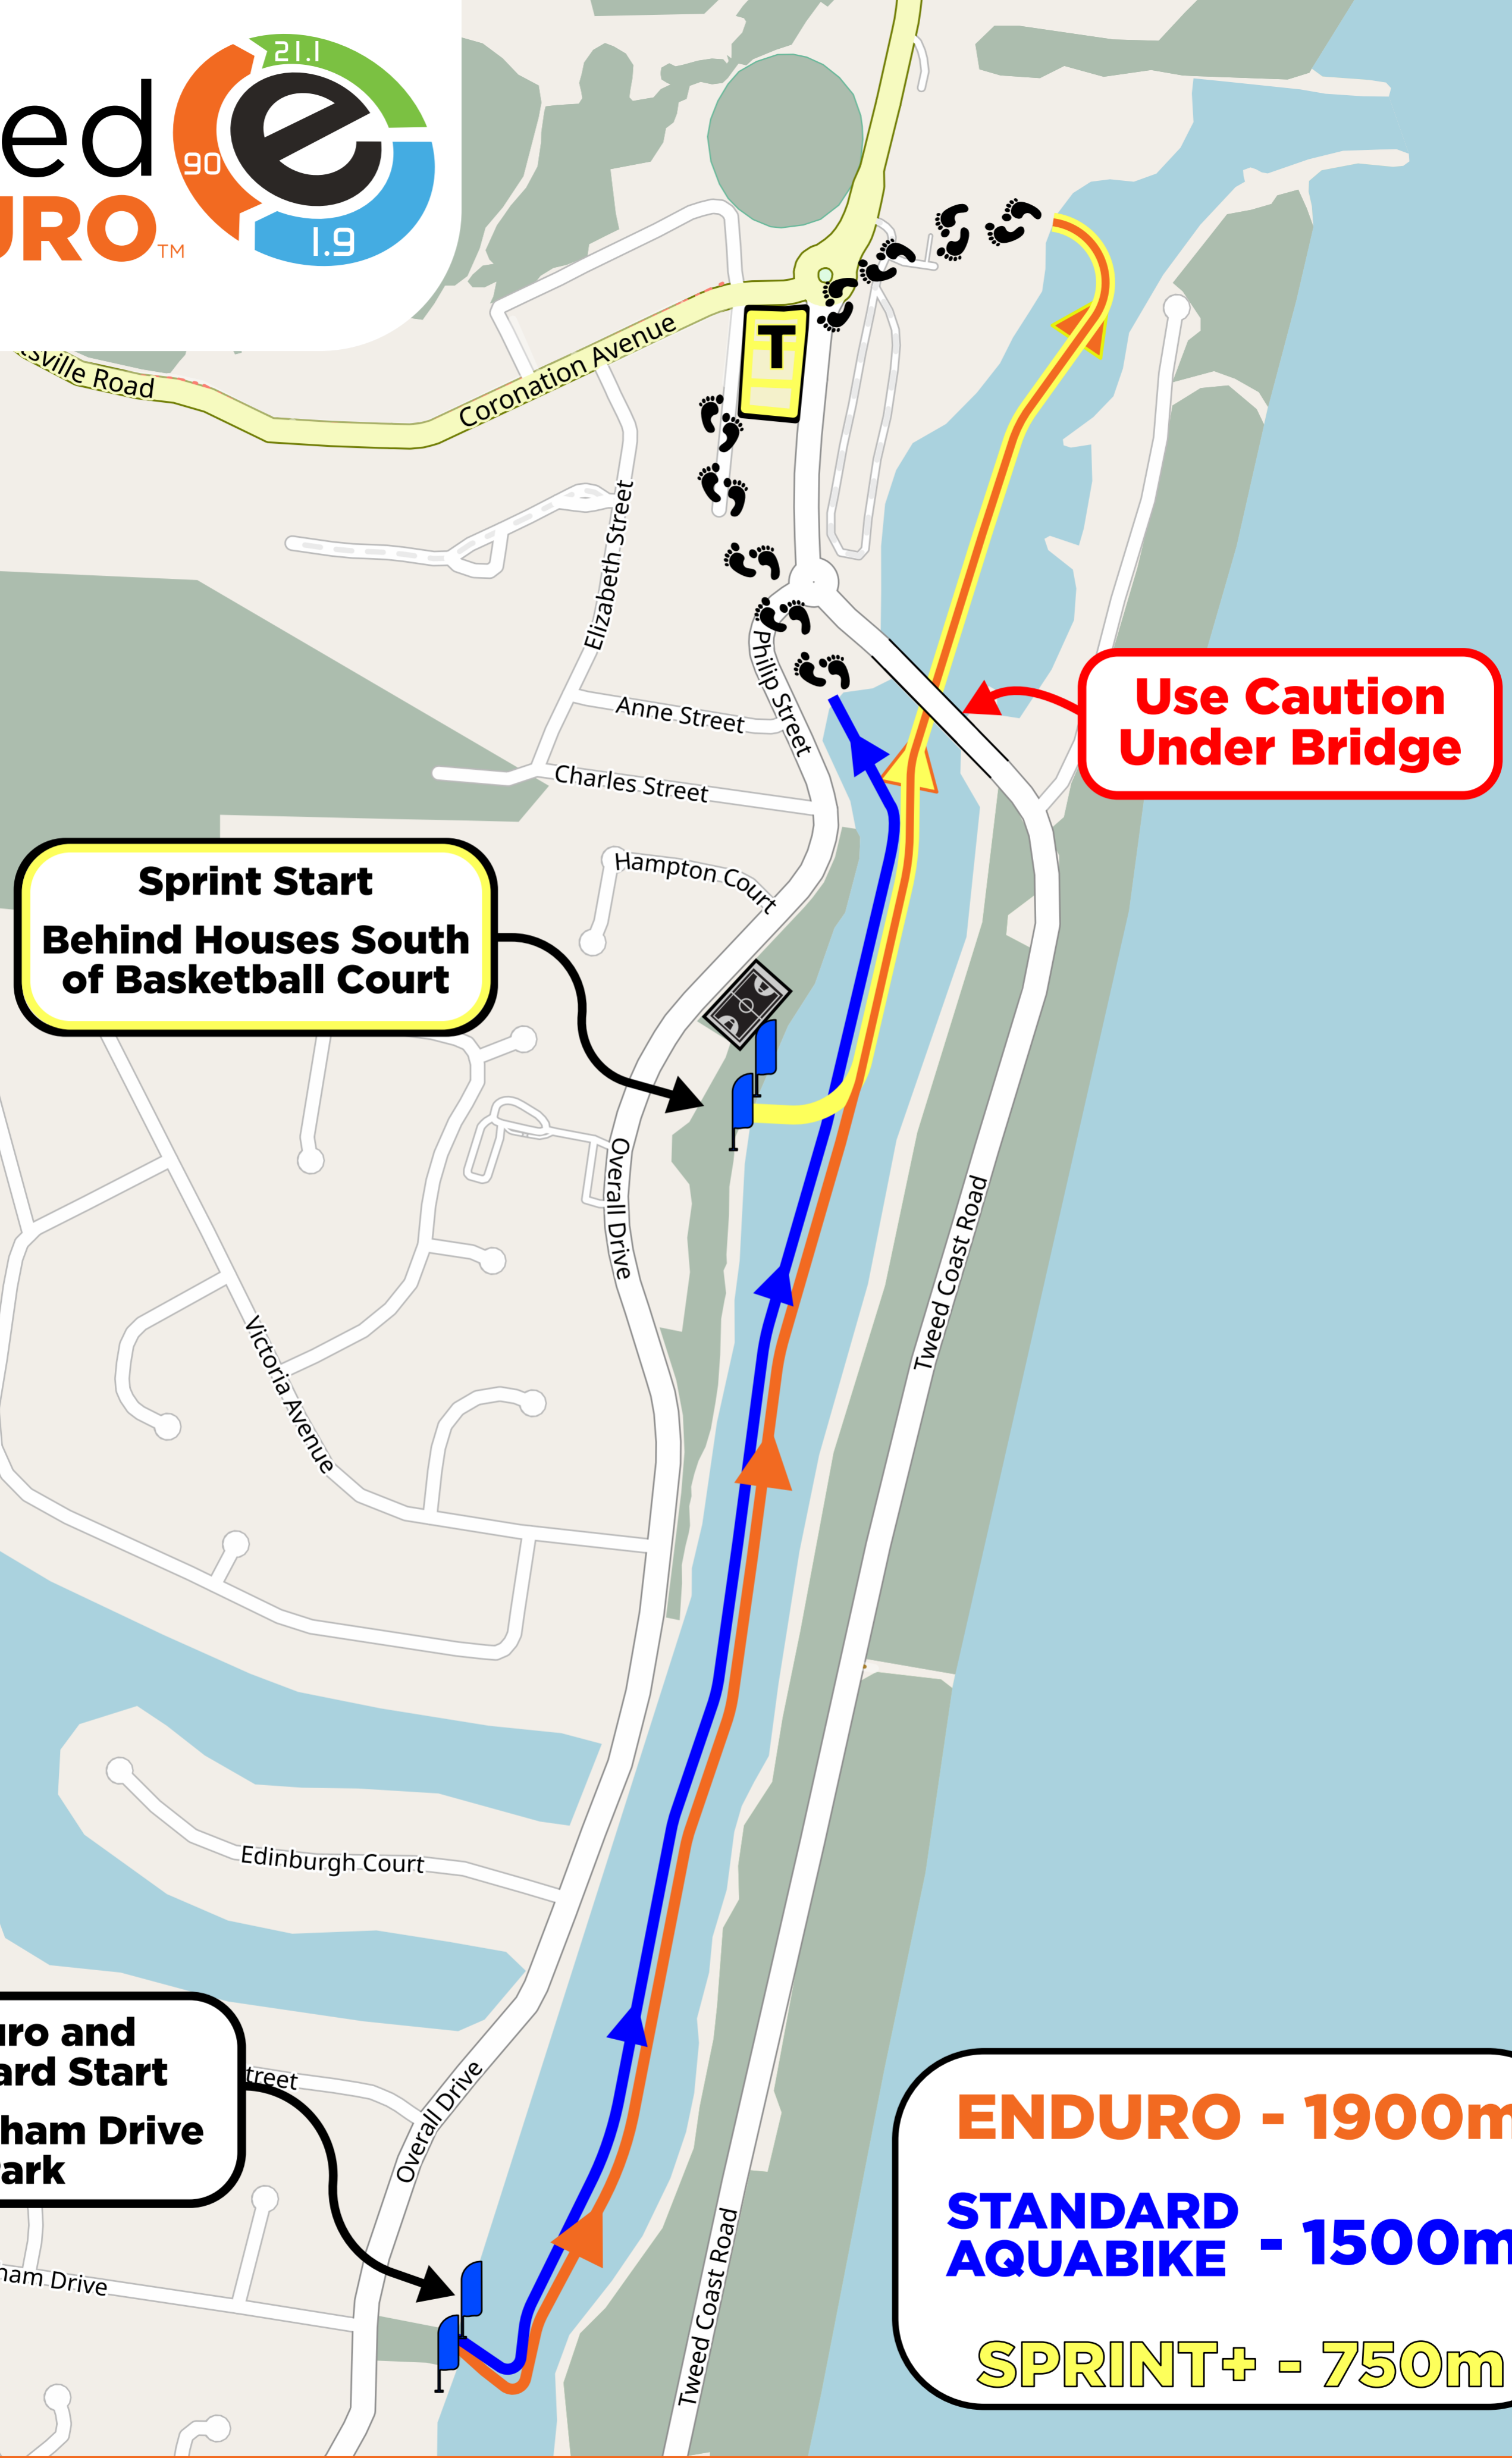 21.1
ed
90
URO™
1.9
sville Road
Coronation Avenue
T
Elizabeth Street
Philip Street
Anne Street
Charles Street
Use Caution
Under Bridge
Hampton Court
Sprint Start
Behind Houses South
of Basketball Court
Overall Drive
Tweed Coast Road
Victoria Avenue
Edinburgh Court
uro and
ard Start
ham Drive
ark
treet
Overall Drive
ham Drive
Tweed Coast Road
ENDURO - 1900m
STANDARD
AQUABIKE - 1500m
SPRINT+ - 750m